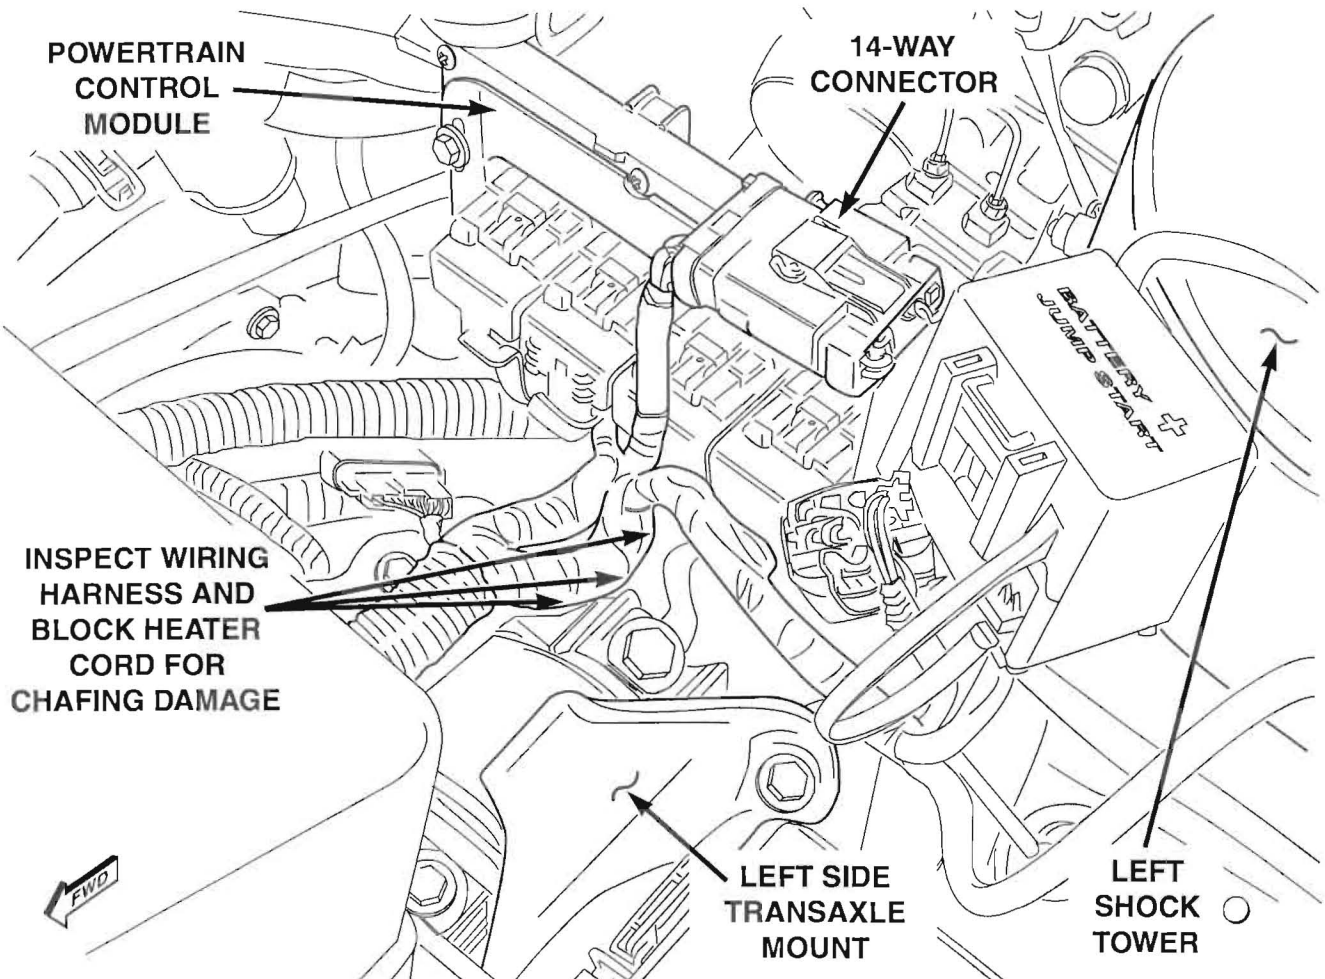 POWERTRAIN
CONTROL
MODULE
14-WAY
CONNECTOR
BATTERY +
JUMP START
INSPECT WIRING
HARNESS AND
BLOCK HEATER
CORD FOR
CHAFING DAMAGE
FWD
LEFT SIDE
TRANSAXLE
MOUNT
LEFT
SHOCK
TOWER